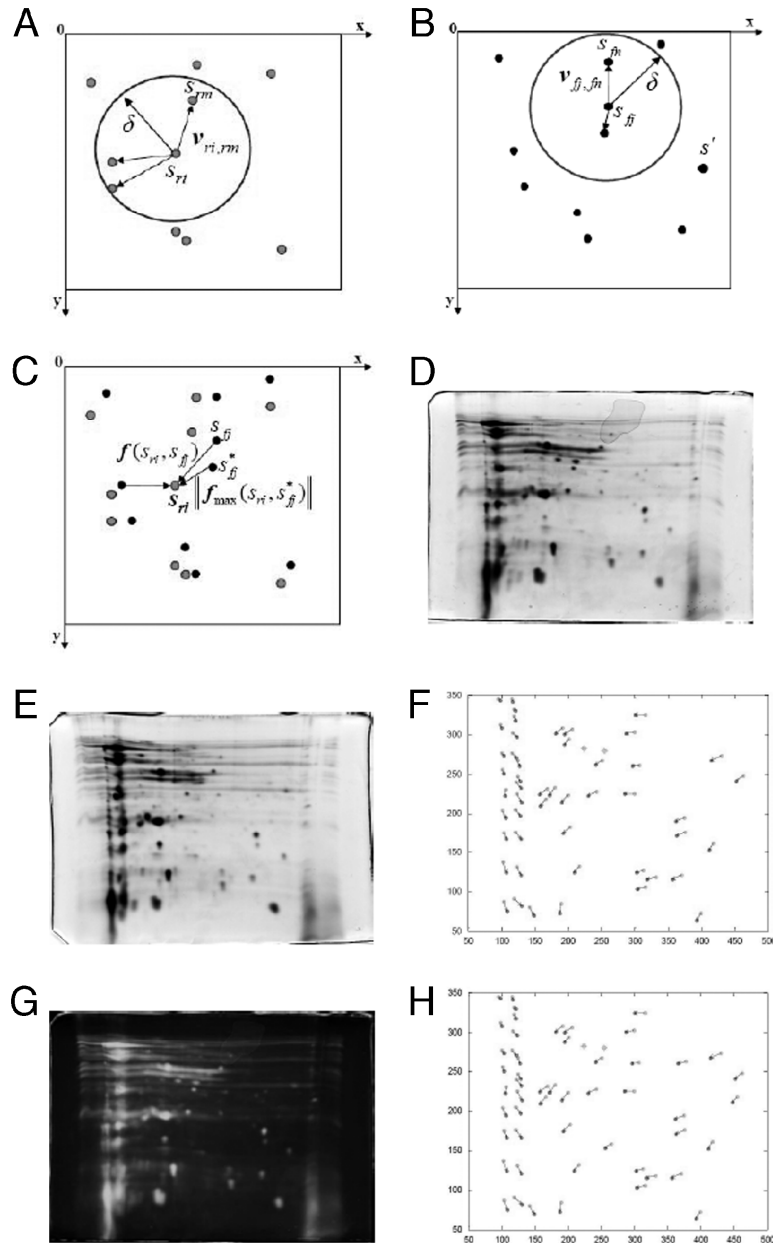 A
0 x
s_rm
δ
v_ri,rm
s_ri
y
B
0 x
s_fn
v_fj,fn
δ
s_fj
s'
y
C
0 x
s_fj
f(s_ri, s_fj)
s*_fj
s_ri
‖f_max(s_ri, s*_fj)‖
y
D
E
F
350
300
250
200
150
100
50
50 100 150 200 250 300 350 400 450 500
G
H
350
300
250
200
150
100
50
50 100 150 200 250 300 350 400 450 500